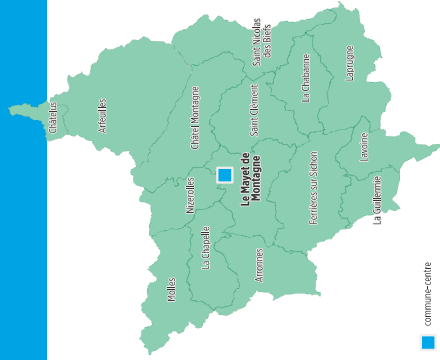 Châtelus
Arfeuilles
Châtel Montagne
Saint Nicolas
des Biefs
Saint Clément
La Chabanne
Laprugne
Nizerolles
Le Mayet de
Montagne
Ferrières sur Sichon
Lavoine
La Guillermie
Molles
La Chapelle
Arronnes
commune-centre